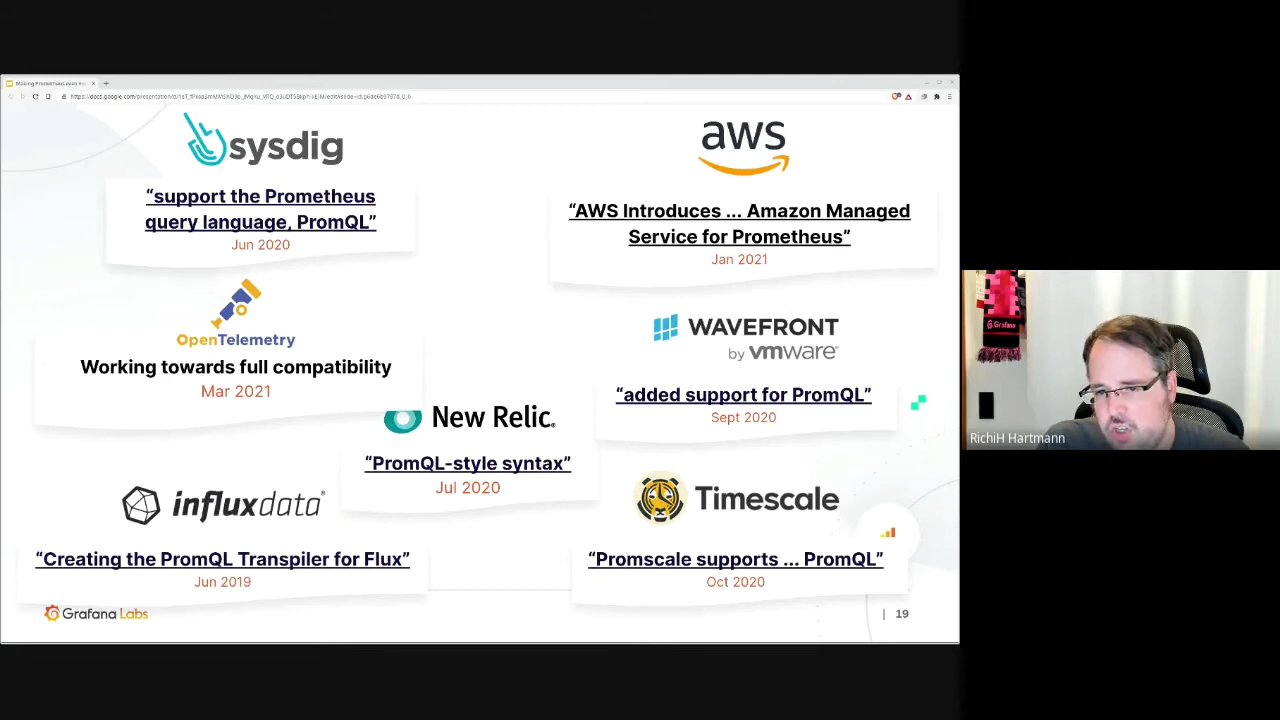 Making Prometheus
sysdig
“support the Prometheus
query language, PromQL”
Jun 2020
aws
“AWS Introduces ... Amazon Managed
Service for Prometheus”
Jan 2021
OpenTelemetry
Working towards full compatibility
Mar 2021
WAVEFRONT
by vmware®
“added support for PromQL”
Sept 2020
New Relic®
“PromQL-style syntax”
Jul 2020
influxdata®
“Creating the PromQL Transpiler for Flux”
Jun 2019
Timescale
“Promscale supports ... PromQL”
Oct 2020
Grafana Labs
| 19
Grafana
RichiH Hartmann